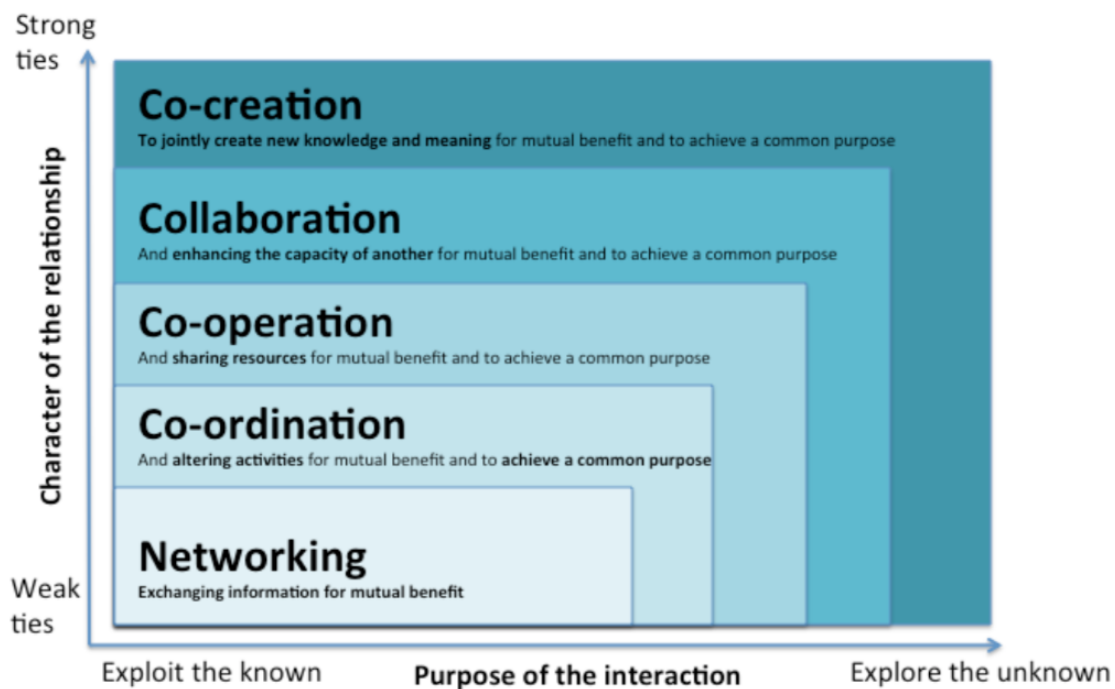 Strong
ties
Co-creation
To jointly create new knowledge and meaning for mutual benefit and to achieve a common purpose
Collaboration
And enhancing the capacity of another for mutual benefit and to achieve a common purpose
Co-operation
And sharing resources for mutual benefit and to achieve a common purpose
Co-ordination
And altering activities for mutual benefit and to achieve a common purpose
Networking
Exchanging information for mutual benefit
Character of the relationship
Weak
ties
Exploit the known
Purpose of the interaction
Explore the unknown